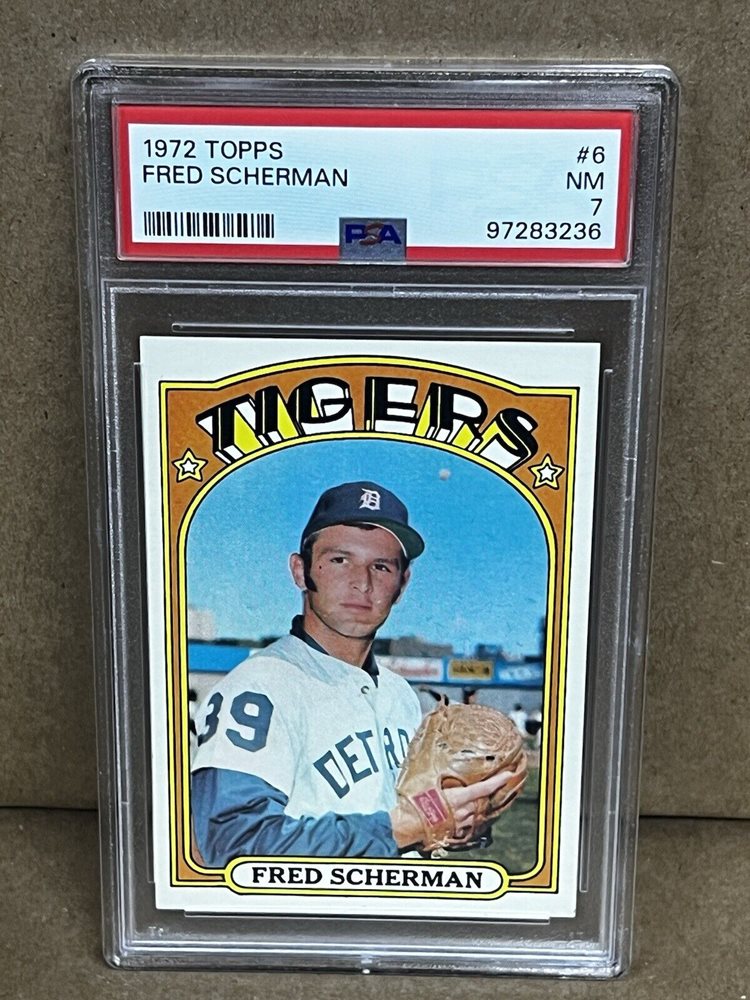 1972 TOPPS #6
FRED SCHERMAN NM
7
PSA 97283236
TIGERS
D
39
DETRO
FRED SCHERMAN